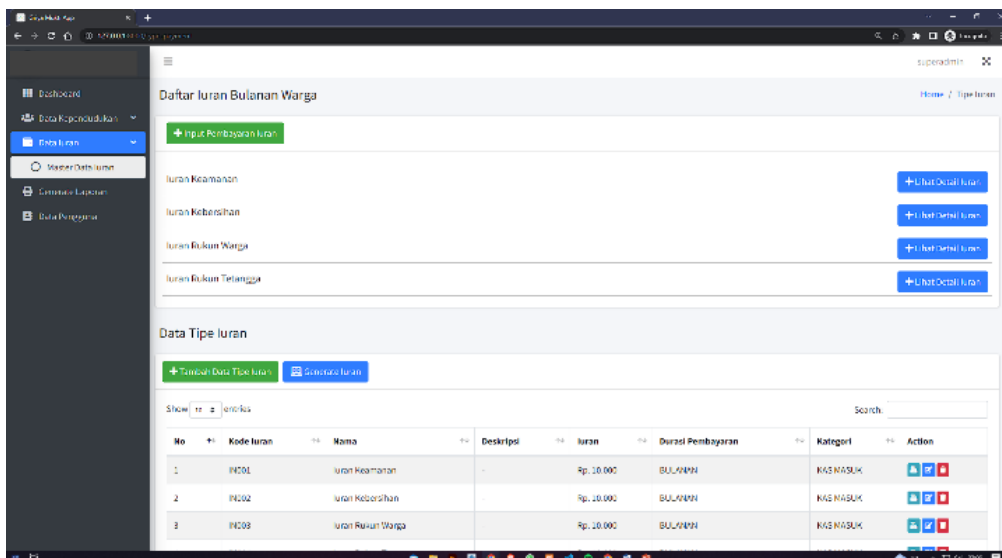 superadmin
Dashboard
Data Kependudukan
Data Iuran
Master Data Iuran
Generate Laporan
Data Pengguna
Daftar Iuran Bulanan Warga
Home / Tipe Iuran
Input Pembayaran Iuran
Iuran Keamanan
Lihat Detail Iuran
Iuran Kebersihan
Lihat Detail Iuran
Iuran Rukun Warga
Lihat Detail Iuran
Iuran Rukun Tetangga
Lihat Detail Iuran
Data Tipe Iuran
Tambah Data Tipe Iuran Generate Iuran
Show entries
Search:
No Kode Iuran Nama Deskripsi Iuran Durasi Pembayaran Kategori Action
1 IN001 Iuran Keamanan - Rp. 10.000 BULANAN KAS MASUK
2 IN002 Iuran Kebersihan - Rp. 10.000 BULANAN KAS MASUK
3 IN003 Iuran Rukun Warga - Rp. 10.000 BULANAN KAS MASUK